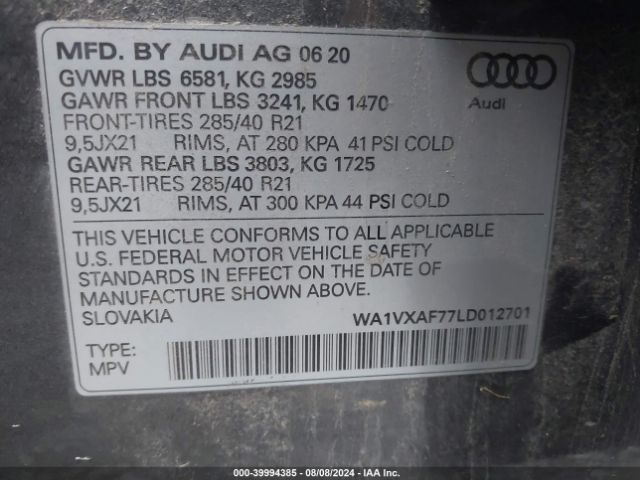 MFD. BY AUDI AG 06 20
GVWR LBS 6581, KG 2985
GAWR FRONT LBS 3241, KG 1470
FRONT-TIRES 285/40 R21
9,5JX21 RIMS, AT 280 KPA 41 PSI COLD
GAWR REAR LBS 3803, KG 1725
REAR-TIRES 285/40 R21
9,5JX21 RIMS, AT 300 KPA 44 PSI COLD
Audi
THIS VEHICLE CONFORMS TO ALL APPLICABLE
U.S. FEDERAL MOTOR VEHICLE SAFETY
STANDARDS IN EFFECT ON THE DATE OF
MANUFACTURE SHOWN ABOVE.
SLOVAKIA WA1VXAF77LD012701
TYPE:
MPV
000-39994385 - 08/08/2024 - IAA Inc.